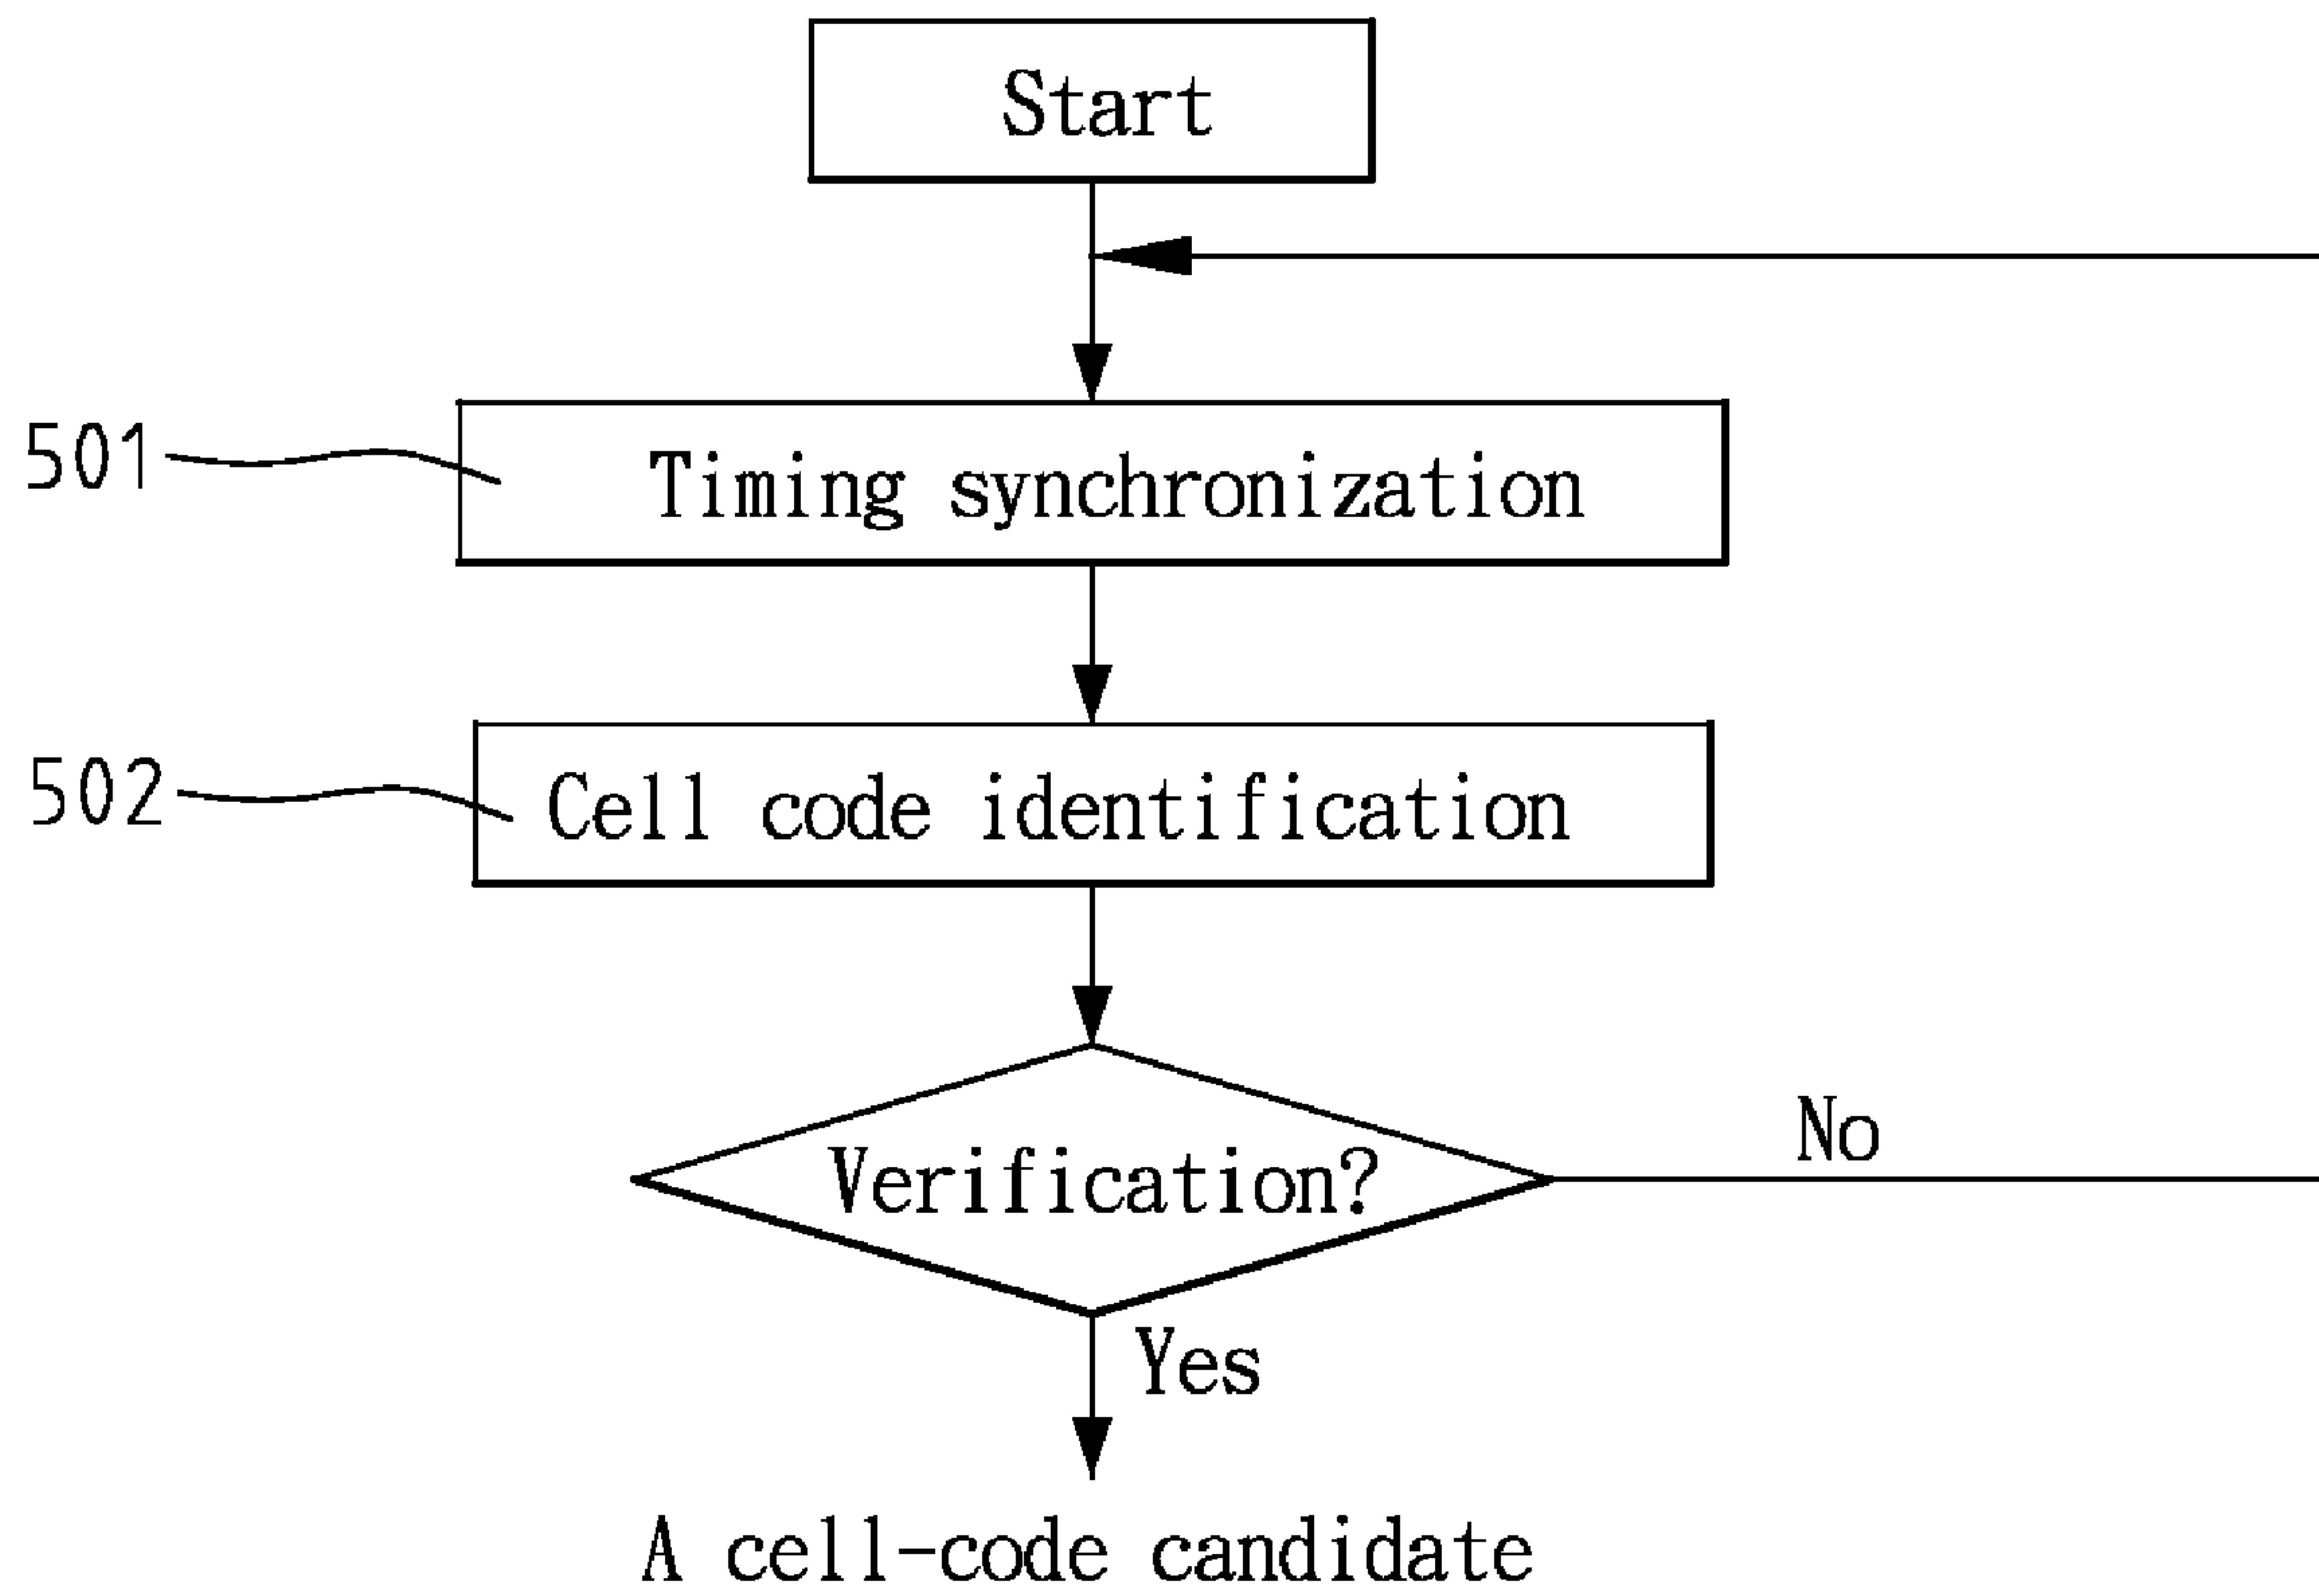 Start
501
Timing synchronization
502
Cell code identification
Verification?
No
Yes
A cell-code candidate